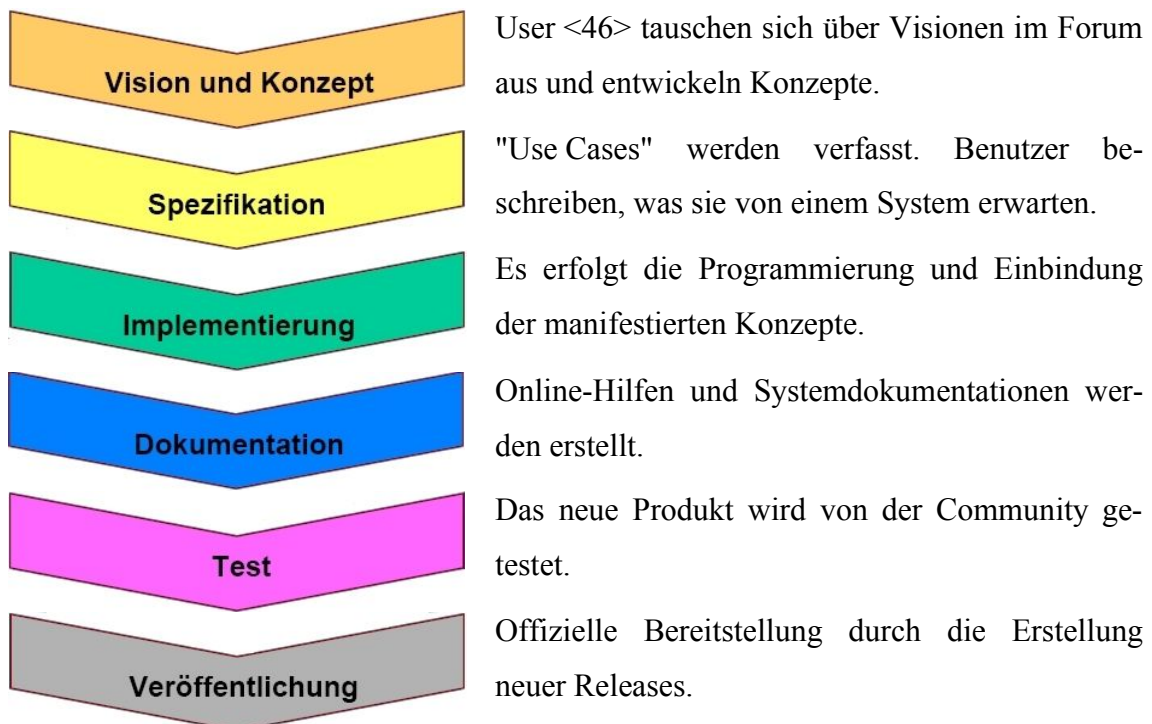 User <46> tauschen sich über Visionen im Forum
Vision und Konzept
aus und entwickeln Konzepte.
"Use Cases" werden verfasst. Benutzer be-
Spezifikation
schreiben, was sie von einem System erwarten.
Es erfolgt die Programmierung und Einbindung
Implementierung
der manifestierten Konzepte.
Online-Hilfen und Systemdokumentationen wer-
Dokumentation
den erstellt.
Das neue Produkt wird von der Community ge-
Test
testet.
Offizielle Bereitstellung durch die Erstellung
Veröffentlichung
neuer Releases.